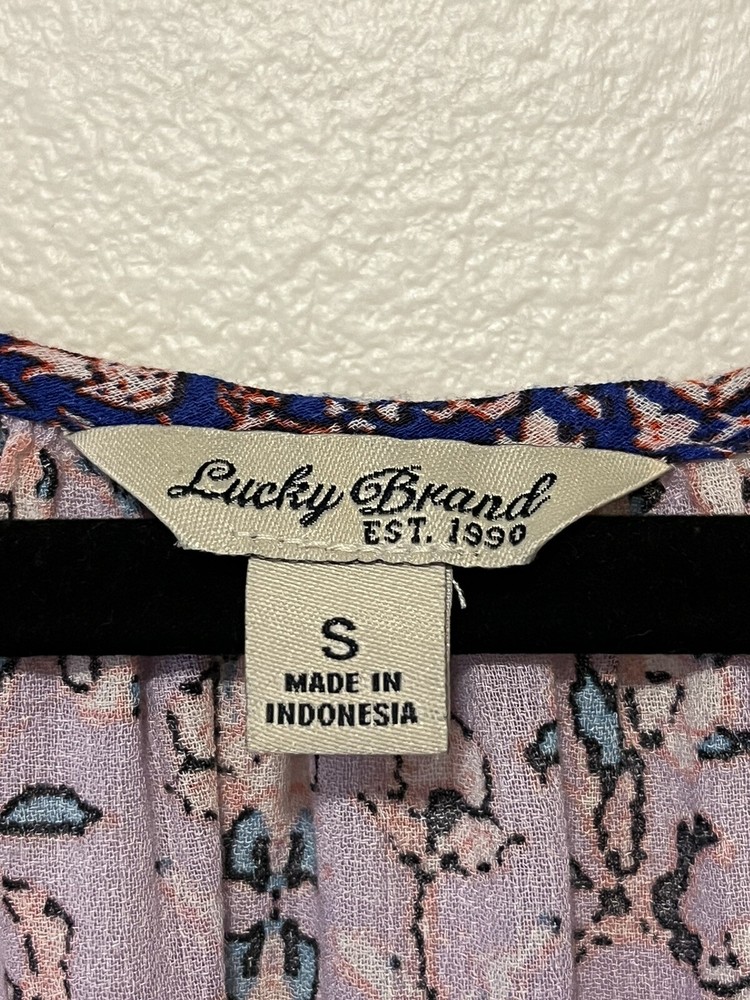 Lucky Brand
EST. 1990
S
MADE IN
INDONESIA